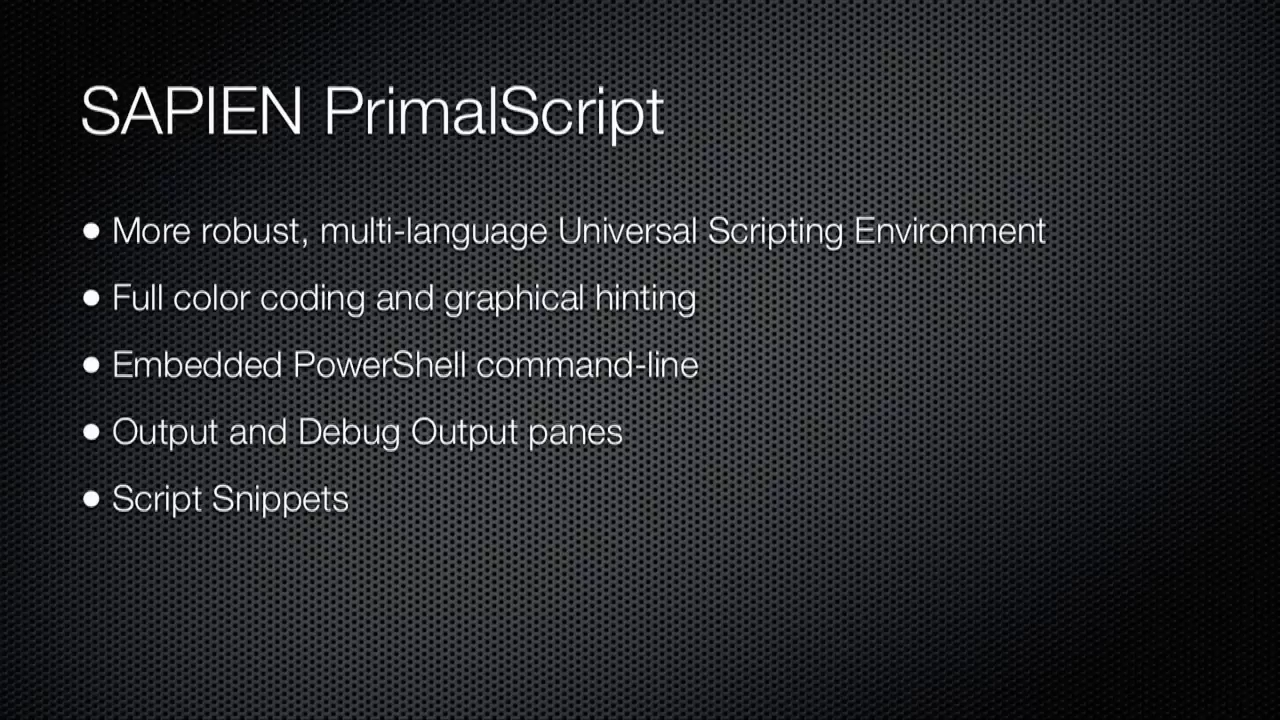 SAPIEN PrimalScript
● More robust, multi-language Universal Scripting Environment
● Full color coding and graphical hinting
● Embedded PowerShell command-line
● Output and Debug Output panes
● Script Snippets